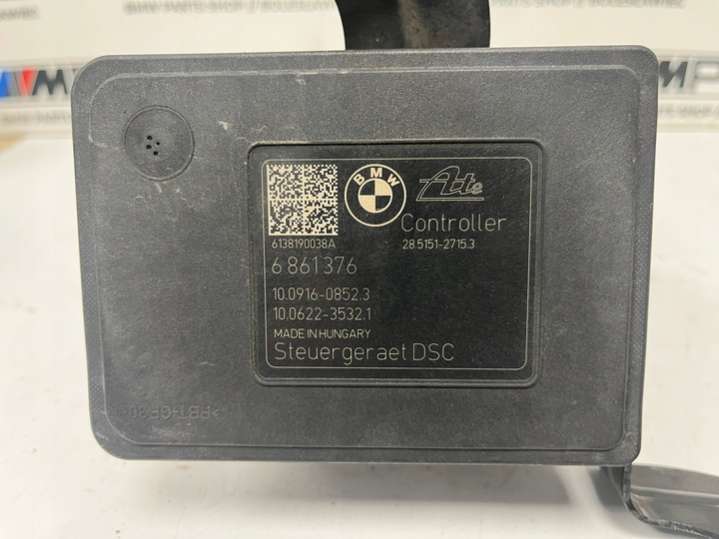 BMW
Ate
Controller
6138190038A
28.5151-2715.3
6 861376
10.0916-0852.3
10.0622-3532.1
MADE IN HUNGARY
Steuergeraet DSC